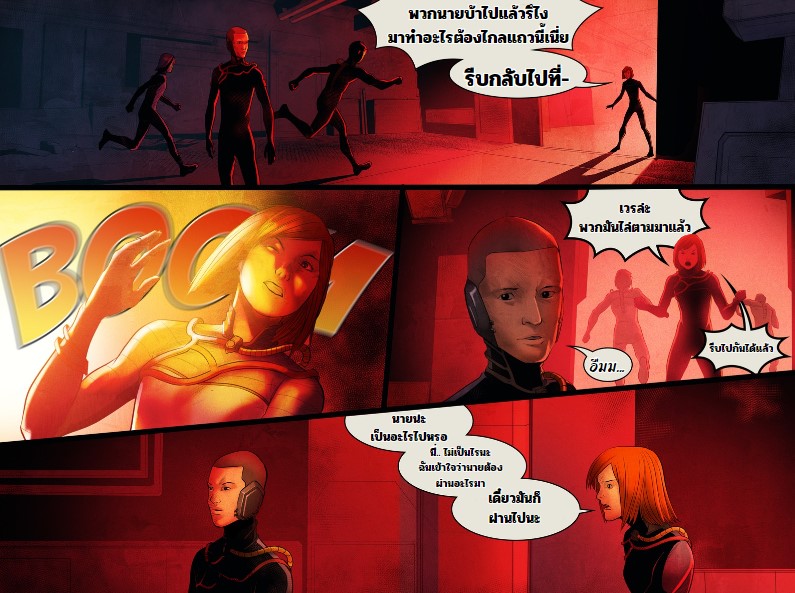 พวกนายบ้าไปแล้วรึไง
มาทำอะไรต้องไกลแถวนี้เนี่ย
รีบกลับไปที่-
BOOM
เวรล่ะ
พวกมันไล่ตามมาแล้ว
รีบไปกันได้แล้ว
อืมม...
นายน่ะ
เป็นอะไรไปหรอ
นี่.. ไม่เป็นไรนะ
ฉันเข้าใจว่านายต้อง
ผ่านอะไรมา
เดี๋ยวมันก็
ผ่านไปนะ